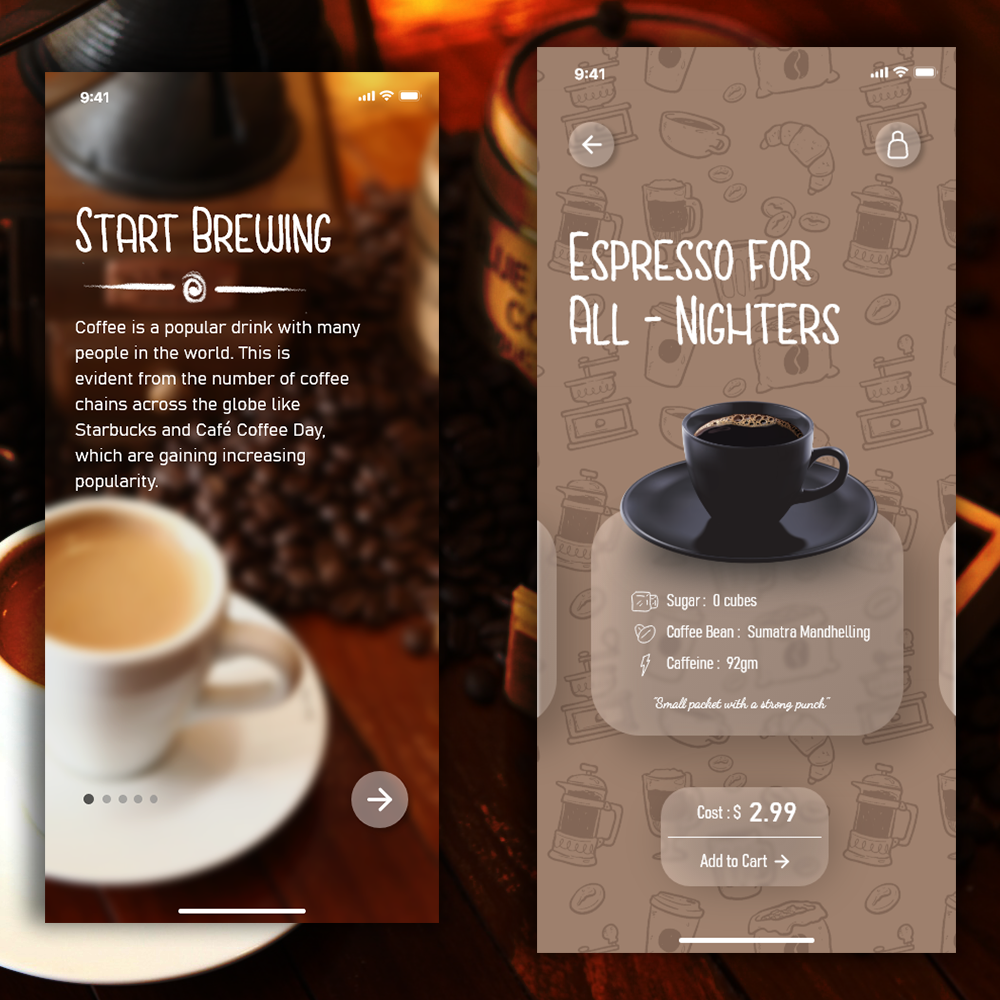 9:41
START BREWING
Coffee is a popular drink with many
people in the world. This is
evident from the number of coffee
chains across the globe like
Starbucks and Café Coffee Day,
which are gaining increasing
popularity.
9:41
ESPRESSO FOR
ALL - NIGHTERS
Sugar : 0 cubes
Coffee Bean : Sumatra Mandhelling
Caffeine : 92gm
"Small packet with a strong punch"
Cost : $ 2.99
Add to Cart →